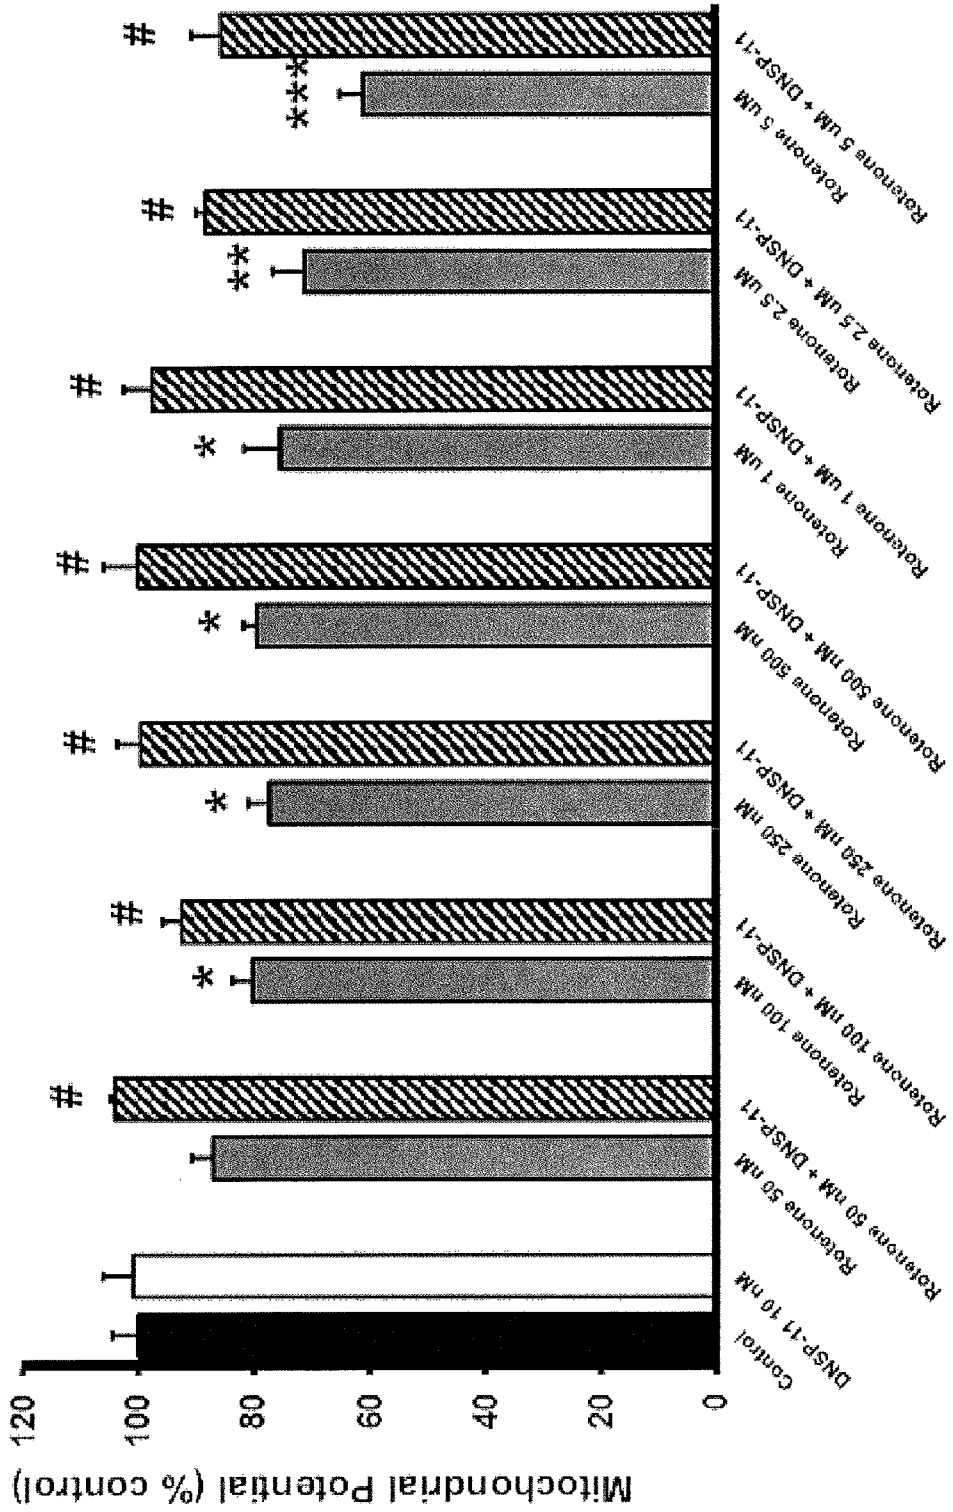 Mitochondrial Potential (% control)
120
100
80
60
40
20
0
*
*
*
*
**
***
#
#
#
#
#
#
#
Control
DNSP-11 10 nM
Rotenone 50 nM
Rotenone 50 nM + DNSP-11
Rotenone 100 nM
Rotenone 100 nM + DNSP-11
Rotenone 250 nM
Rotenone 250 nM + DNSP-11
Rotenone 500 nM
Rotenone 500 nM + DNSP-11
Rotenone 1 uM
Rotenone 1 uM + DNSP-11
Rotenone 2.5 uM
Rotenone 2.5 uM + DNSP-11
Rotenone 5 uM
Rotenone 5 uM + DNSP-11